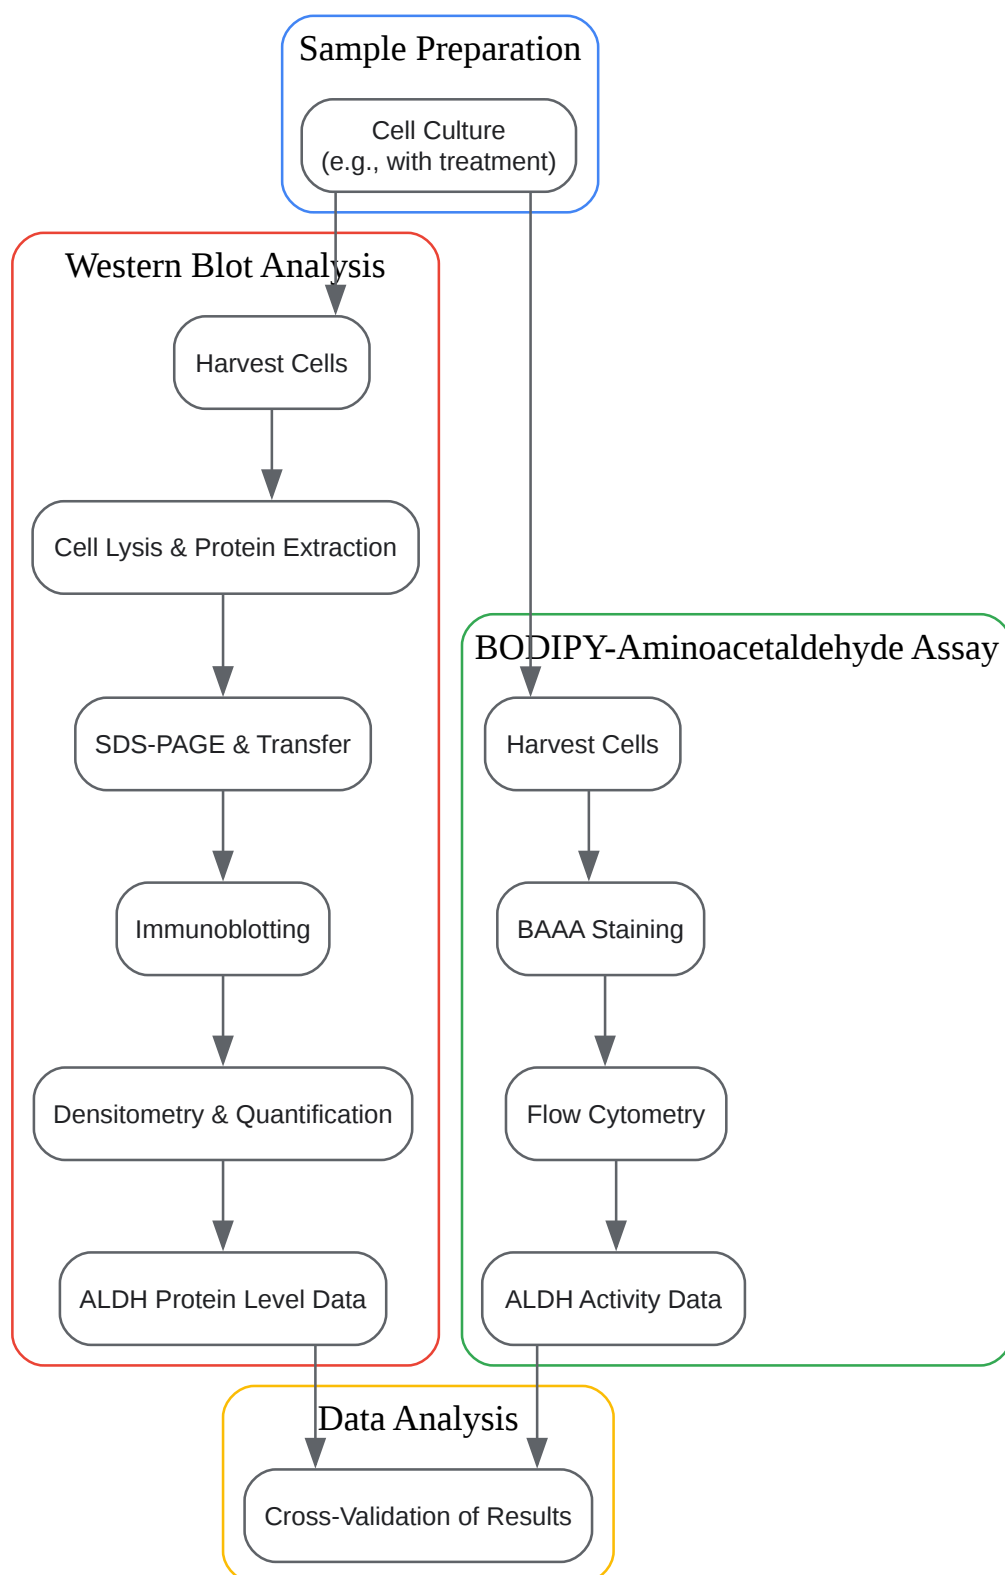 Sample Preparation
Cell Culture
(e.g., with treatment)
Western Blot Analysis
Harvest Cells
Cell Lysis & Protein Extraction
SDS-PAGE & Transfer
Immunoblotting
Densitometry & Quantification
ALDH Protein Level Data
BODIPY-Aminoacetaldehyde Assay
Harvest Cells
BAAA Staining
Flow Cytometry
ALDH Activity Data
Data Analysis
Cross-Validation of Results